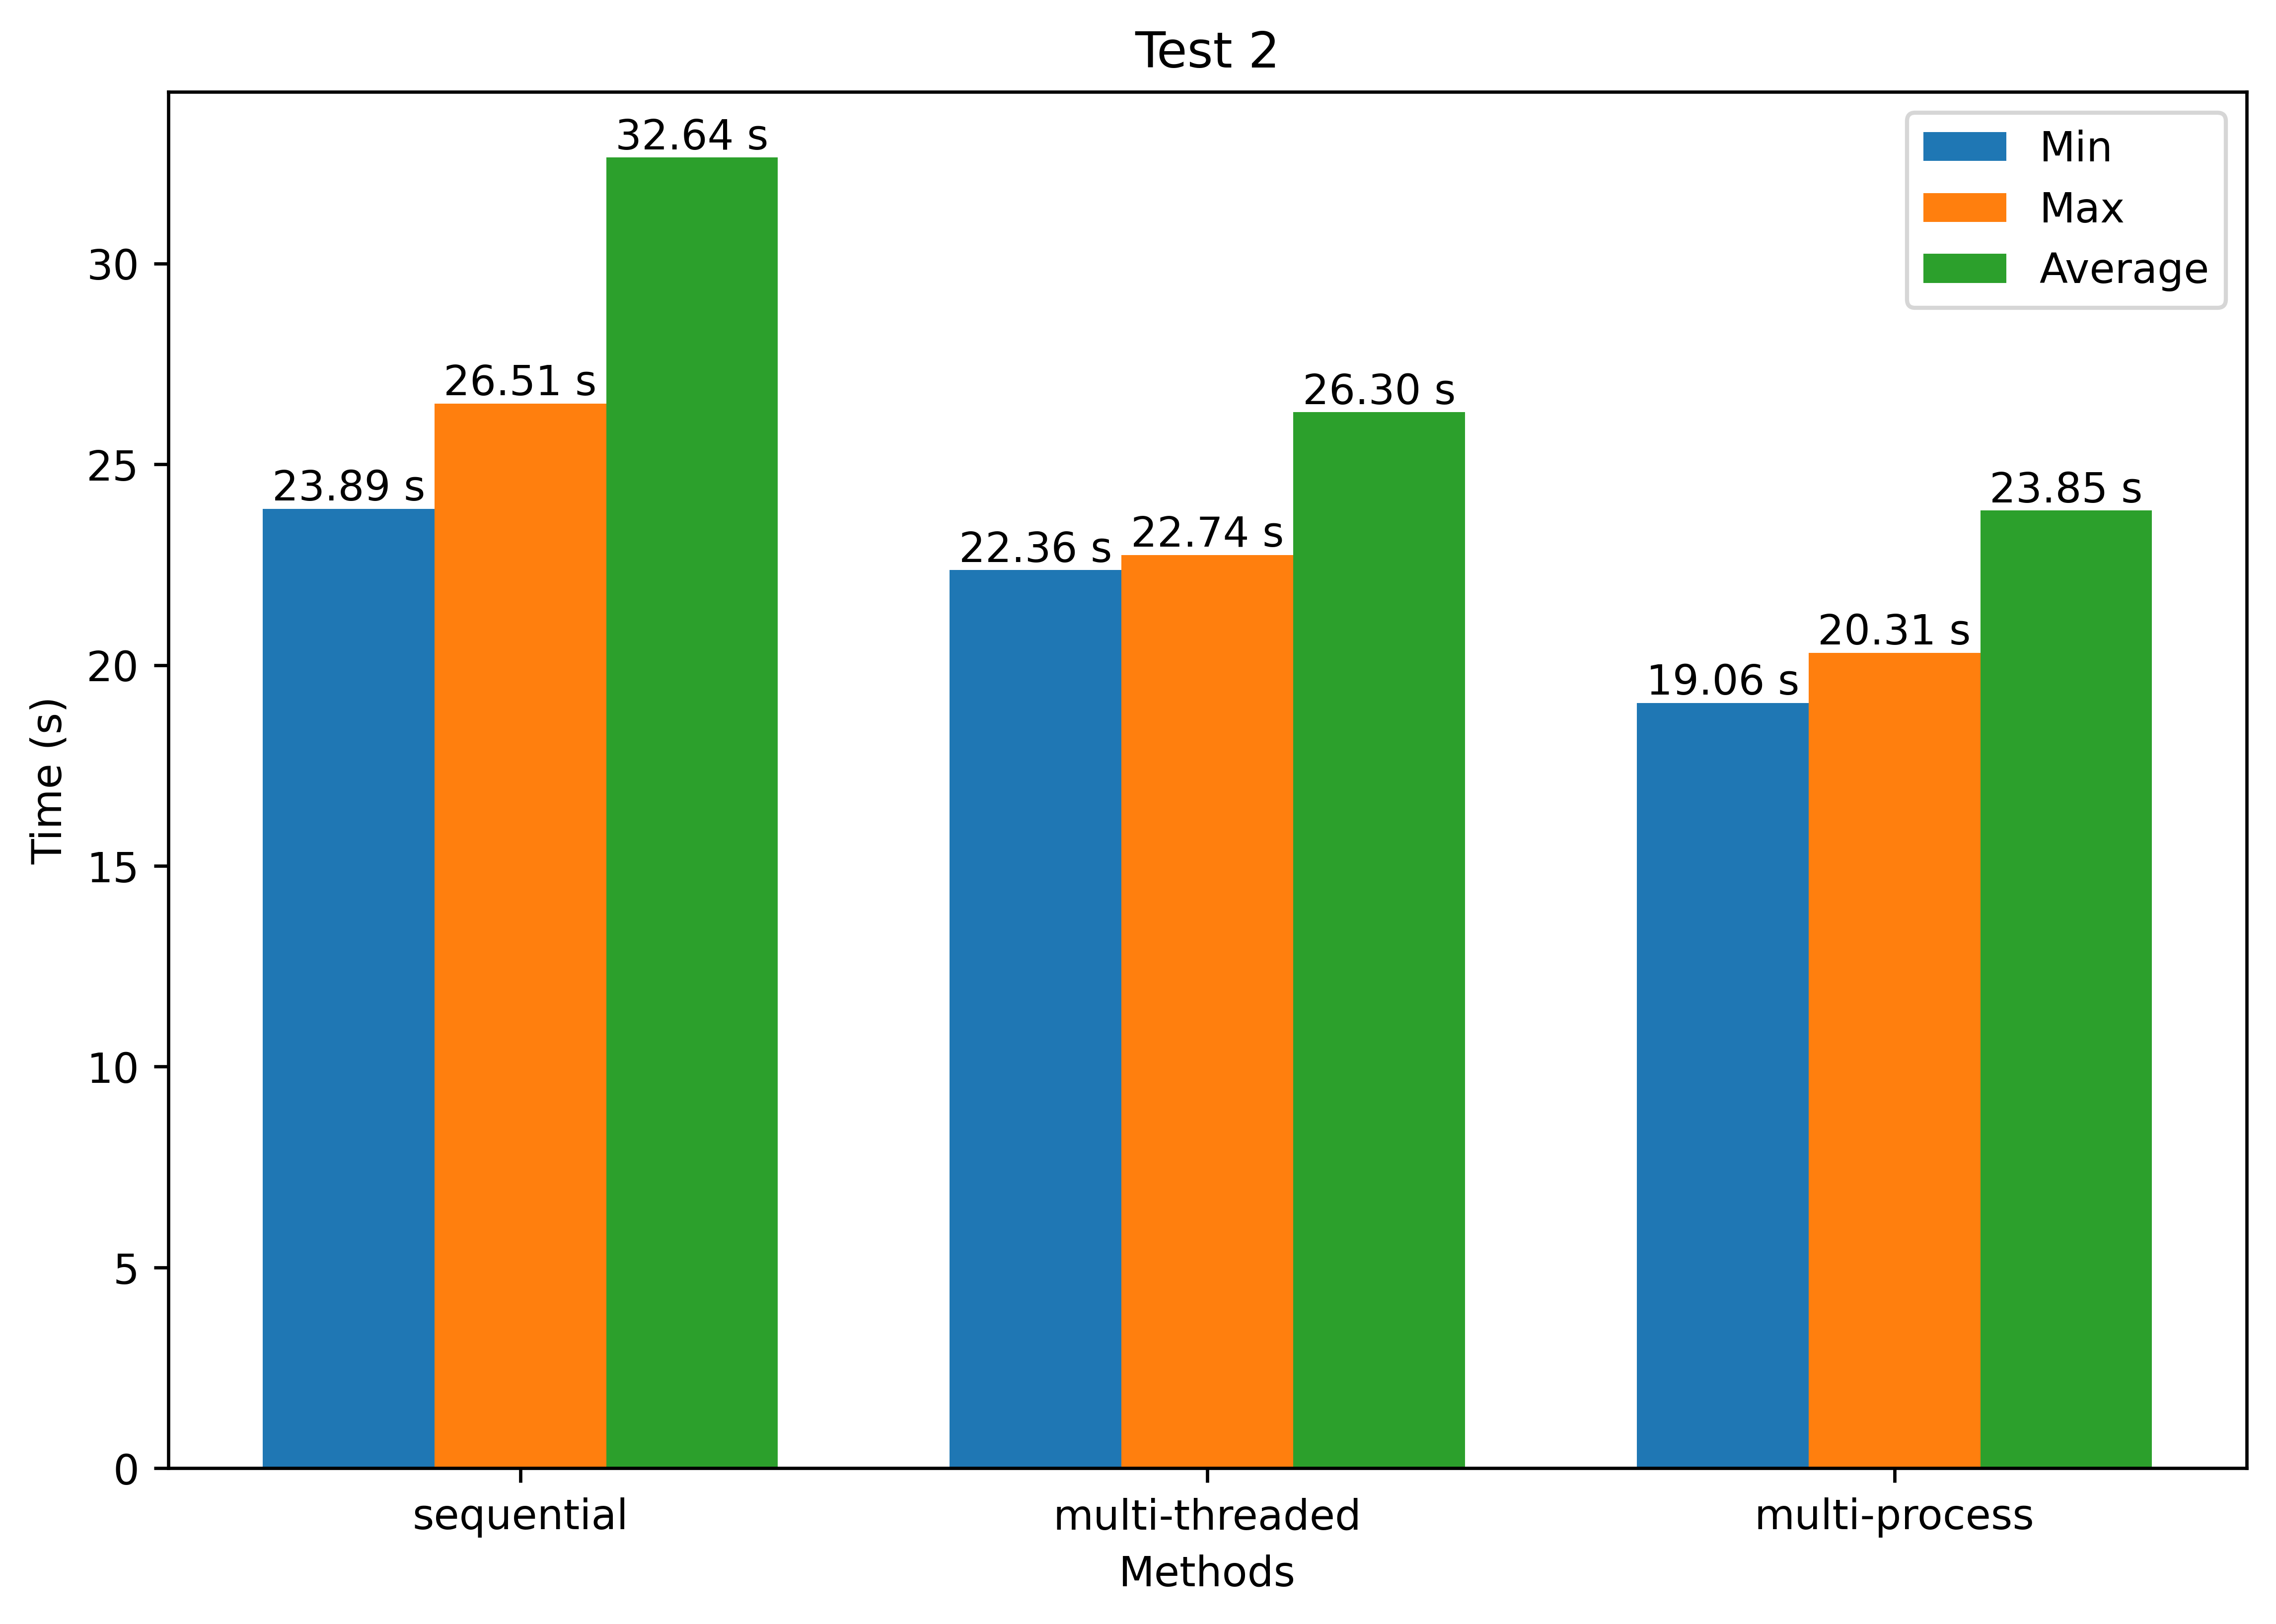 Test 2
Min
Max
Average
Time (s)
30
25
20
15
10
5
0
23.89 s
26.51 s
32.64 s
22.36 s
22.74 s
26.30 s
19.06 s
20.31 s
23.85 s
sequential
multi-threaded
multi-process
Methods